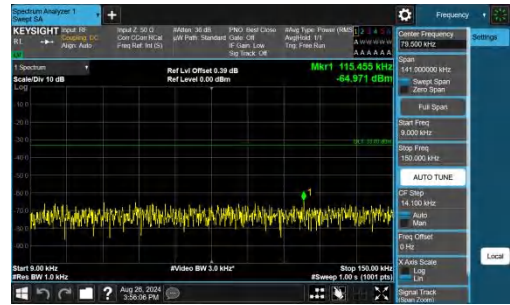 Spectrum Analyzer 1
Swept SA
+
Frequency
KEYSIGHT
Input: RF
Coupling: DC
Align: Auto
Input Z: 50 Ω
Corr CCorr RCal
Freq Ref: Int (S)
#Atten: 30 dB
µW Path: Standard
PNO: Best Close
Gate: Off
IF Gain: Low
Sig Track: Off
#Avg Type: Power (RMS)
Avg|Hold: 1/1
Trig: Free Run
1 2 3 4 5 6
A W W W W W
A A A A A A
1 Spectrum
Scale/Div 10 dB
Log
Ref Lvl Offset 0.39 dB
Ref Level 0.00 dBm
Mkr1 115.455 kHz
-64.971 dBm
1
Start 9.00 kHz
#Res BW 1.0 kHz
#Video BW 3.0 kHz*
Stop 150.00 kHz
#Sweep 1.00 s (1001 pts)
Center Frequency
79.500 kHz
Span
141.000000 kHz
Swept Span
Zero Span
Full Span
Start Freq
9.000 kHz
Stop Freq
150.000 kHz
AUTO TUNE
CF Step
14.100 kHz
Auto
Man
Freq Offset
0 Hz
X Axis Scale
Log
Lin
Signal Track
(Span Zoom)
Settings
Local
Aug 26, 2024
3:56:06 PM